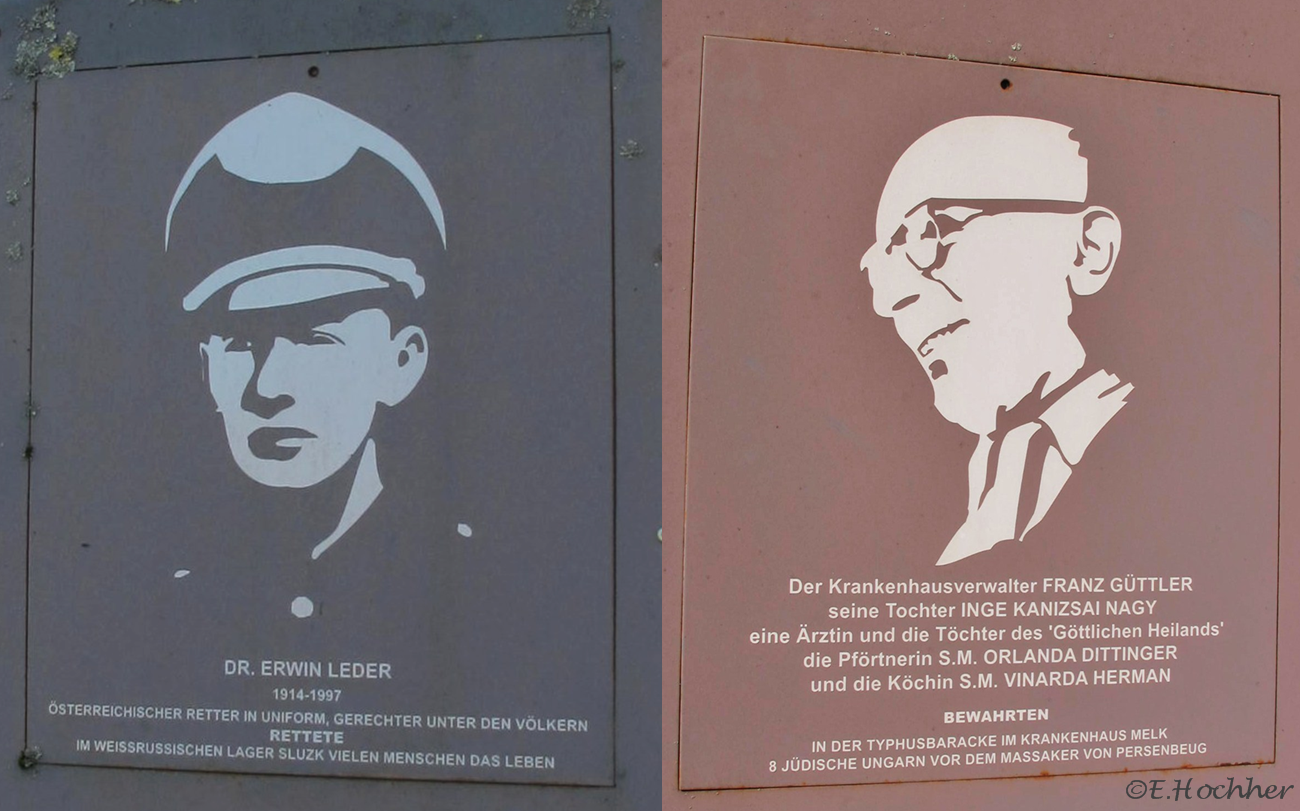 DR. ERWIN LEDER
1914-1997
ÖSTERREICHISCHER RETTER IN UNIFORM, GERECHTER UNTER DEN VÖLKERN
RETTETE
IM WEISSRUSSISCHEN LAGER SLUZK VIELEN MENSCHEN DAS LEBEN
Der Krankenhausverwalter FRANZ GÜTTLER
seine Tochter INGE KANIZSAI NAGY
eine Ärztin und die Töchter des 'Göttlichen Heilands'
die Pförtnerin S.M. ORLANDA DITTINGER
und die Köchin S.M. VINARDA HERMAN
BEWAHRTEN
IN DER TYPHUSBARACKE IM KRANKENHAUS MELK
8 JÜDISCHE UNGARN VOR DEM MASSAKER VON PERSENBEUG
©E.Hochher